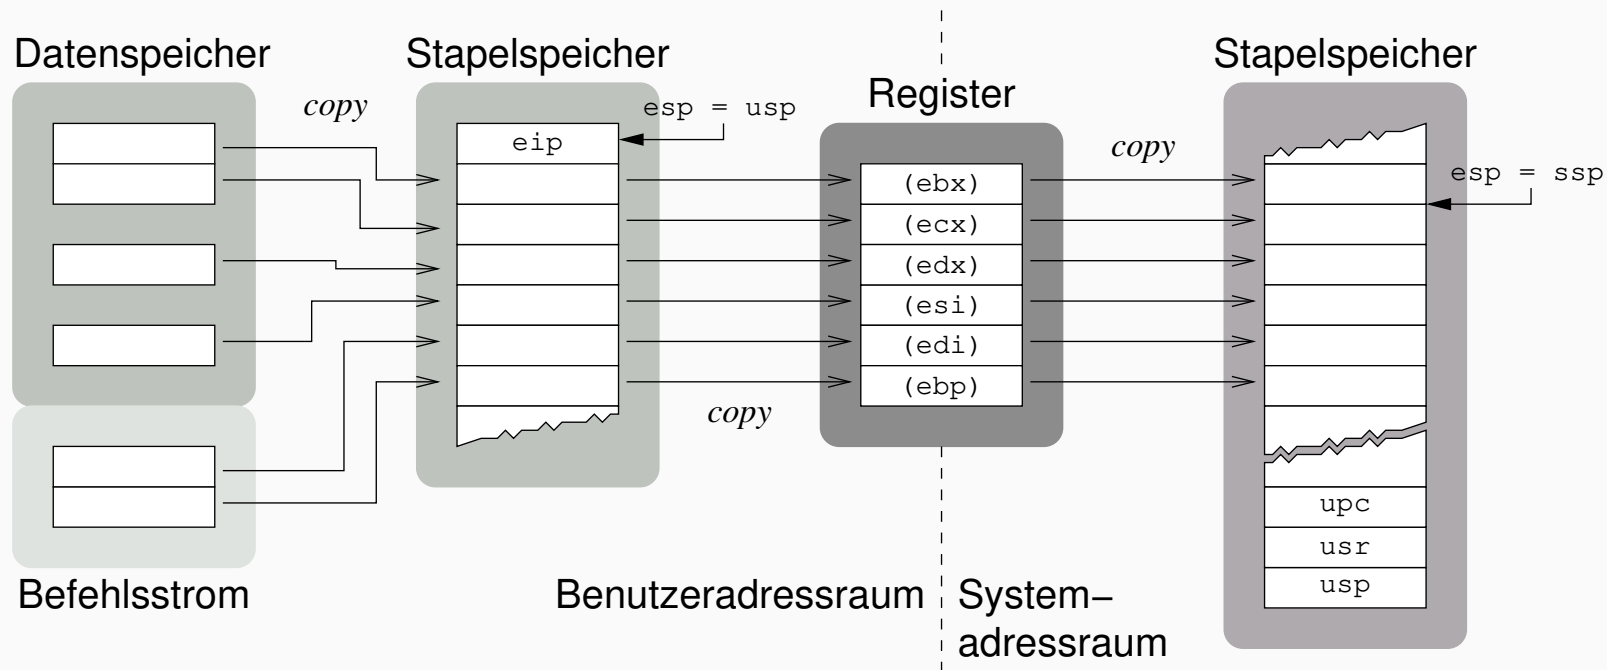 Datenspeicher
Stapelspeicher
Stapelspeicher
Register
copy
esp = usp
copy
esp = ssp
eip
(ebx)
(ecx)
(edx)
(esi)
(edi)
(ebp)
copy
upc
usr
usp
Befehlsstrom
Benutzeradressraum
System–
adressraum